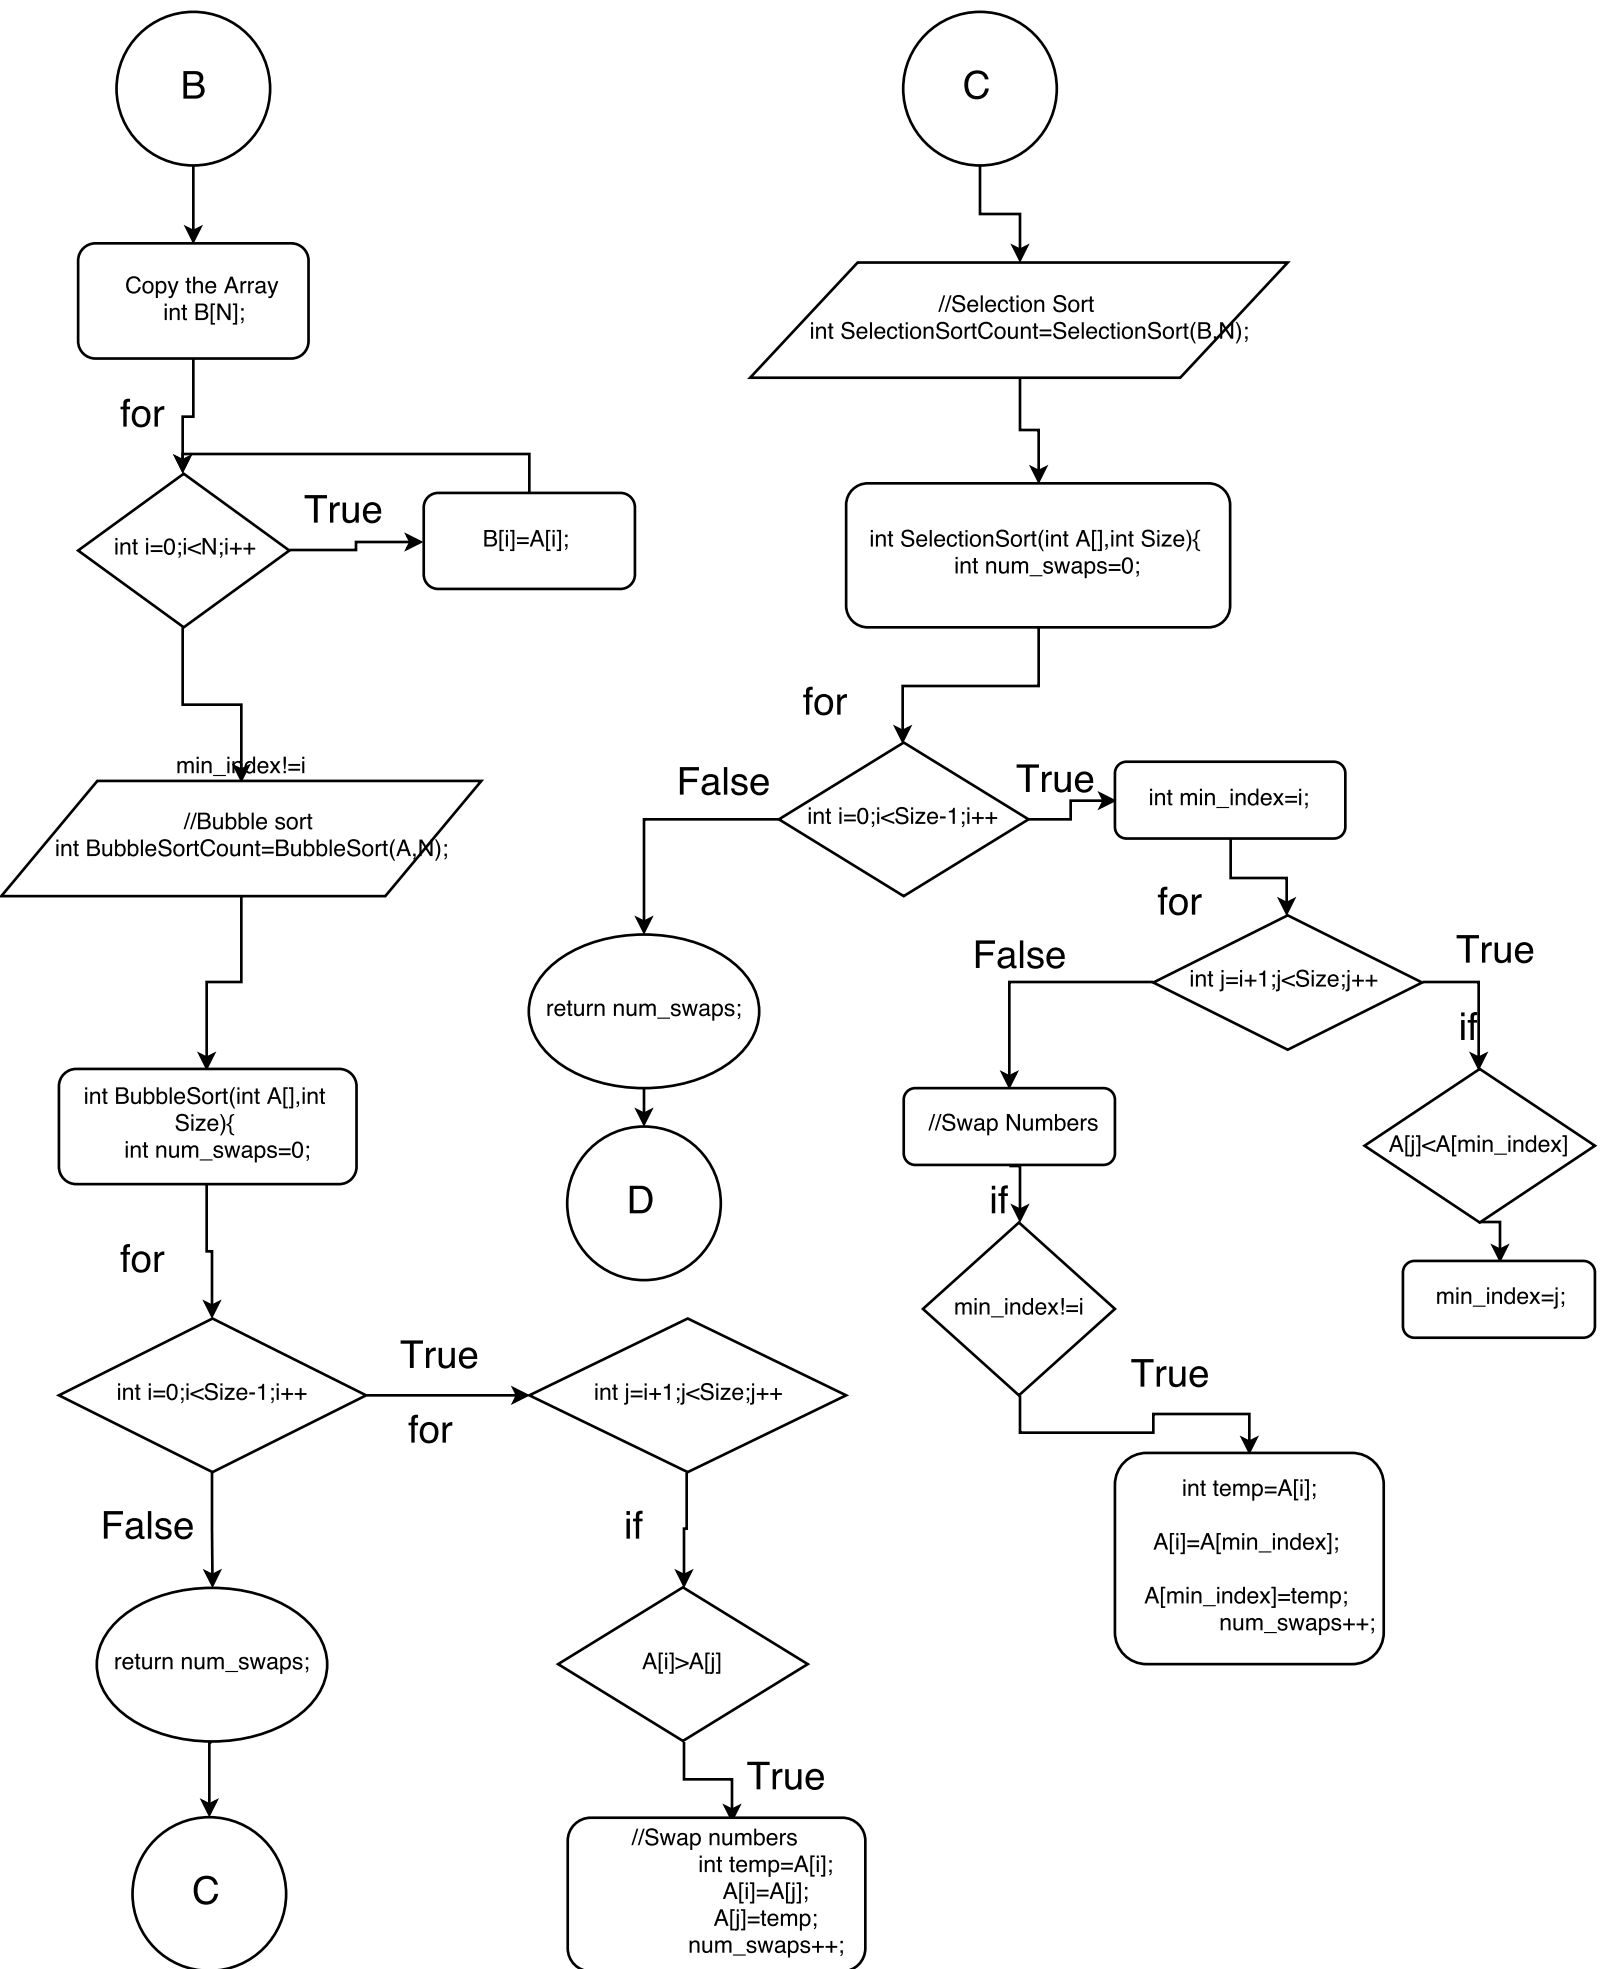 B
Copy the Array
int B[N];
for
int i=0;i<N;i++
True
B[i]=A[i];
min_index!=i
//Bubble sort
int BubbleSortCount=BubbleSort(A,N);
int BubbleSort(int A[],int
Size){
int num_swaps=0;
for
int i=0;i<Size-1;i++
True
for
int j=i+1;j<Size;j++
False
return num_swaps;
C
if
A[i]>A[j]
True
//Swap numbers
int temp=A[i];
A[i]=A[j];
A[j]=temp;
num_swaps++;
C
//Selection Sort
int SelectionSortCount=SelectionSort(B,N);
int SelectionSort(int A[],int Size){
int num_swaps=0;
for
int i=0;i<Size-1;i++
False
return num_swaps;
D
True
int min_index=i;
for
int j=i+1;j<Size;j++
False
//Swap Numbers
if
min_index!=i
True
int temp=A[i];
A[i]=A[min_index];
A[min_index]=temp;
num_swaps++;
True
if
A[j]<A[min_index]
min_index=j;